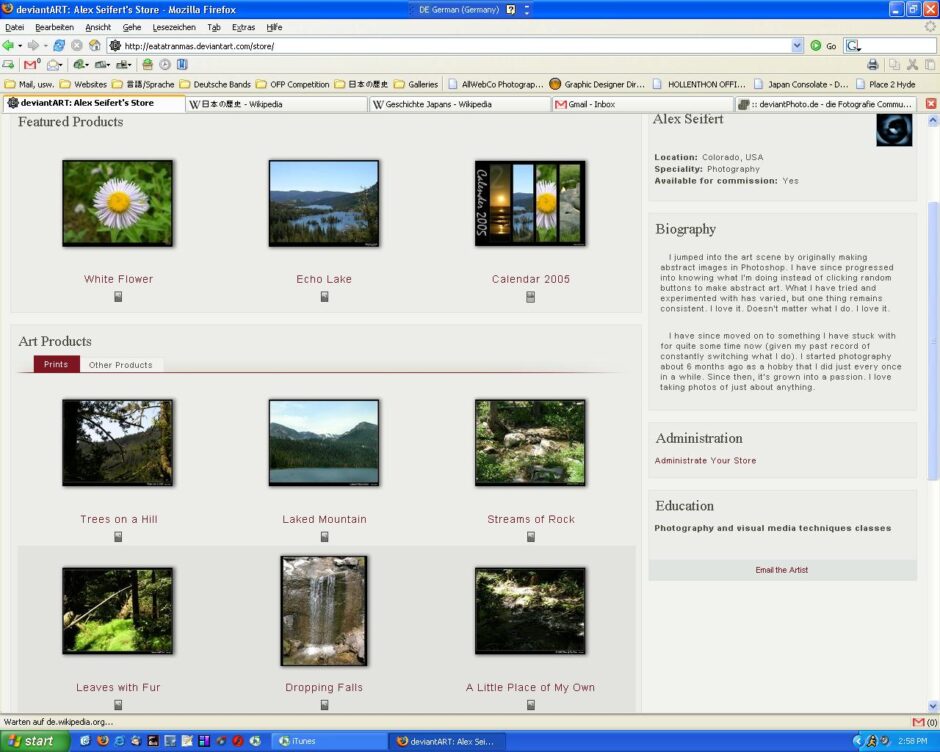 deviantART: Alex Seifert's Store - Mozilla Firefox
DE German (Germany)
Datei Bearbeiten Ansicht Gehe Lesezeichen Tab Extras Hilfe
http://eatatranmas.deviantart.com/store/
Go
Mail, usw. Websites 言語/Sprache Deutsche Bands OFP Competition 日本の歴史 Galleries AllWebCo Photograp... Graphic Designer Dir... HOLLENTHON OFFI... Japan Consolate - D... Place 2 Hyde
deviantART: Alex Seifert's Store
日本の歴史 - Wikipedia
Geschichte Japans - Wikipedia
Gmail - Inbox
:: deviantPhoto.de - die Fotografie Commu...
Featured Products
White Flower
Echo Lake
Calender 2005
Calendar 2005
Art Products
Prints
Other Products
Trees on a Hill
Laked Mountain
Streams of Rock
Leaves with Fur
Dropping Falls
A Little Place of My Own
Alex Seifert
Location: Colorado, USA
Speciality: Photography
Available for commission: Yes
Biography
I jumped into the art scene by originally making
abstract images in Photoshop. I have since progressed
into knowing what I'm doing instead of clicking random
buttons to make abstract art. What I have tried and
experimented with has varied, but one thing remains
consistent. I love it. Doesn't matter what I do. I love it.
I have since moved on to something I have stuck with
for quite some time now (given my past record of
constantly switching what I do). I started photography
about 6 months ago as a hobby that I did just every once
in a while. Since then, it's grown into a passion. I love
taking photos of just about anything.
Administration
Administrate Your Store
Education
Photography and visual media techniques classes
Email the Artist
Warten auf de.wikipedia.org...
(0)
start
iTunes
deviantART: Alex Sei...
2:58 PM